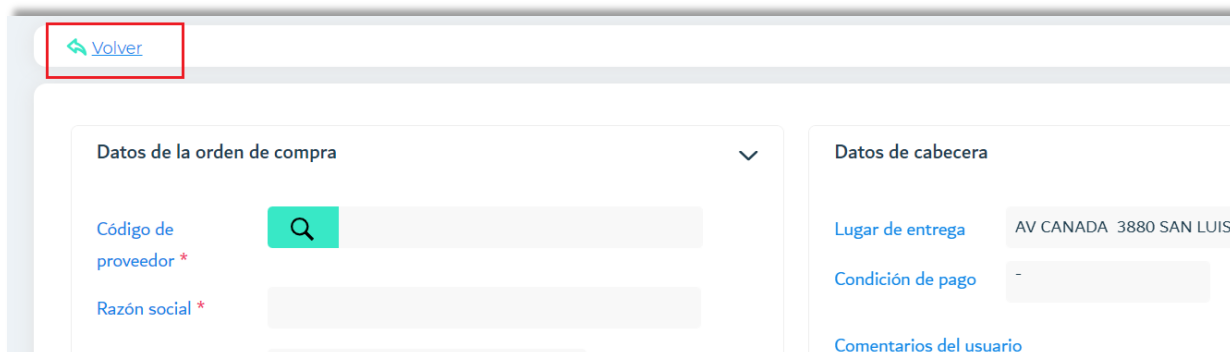 Volver
Datos de la orden de compra
Código de
proveedor *
Razón social *
Datos de cabecera
Lugar de entrega
AV CANADA 3880 SAN LUIS
Condición de pago
-
Comentarios del usuario